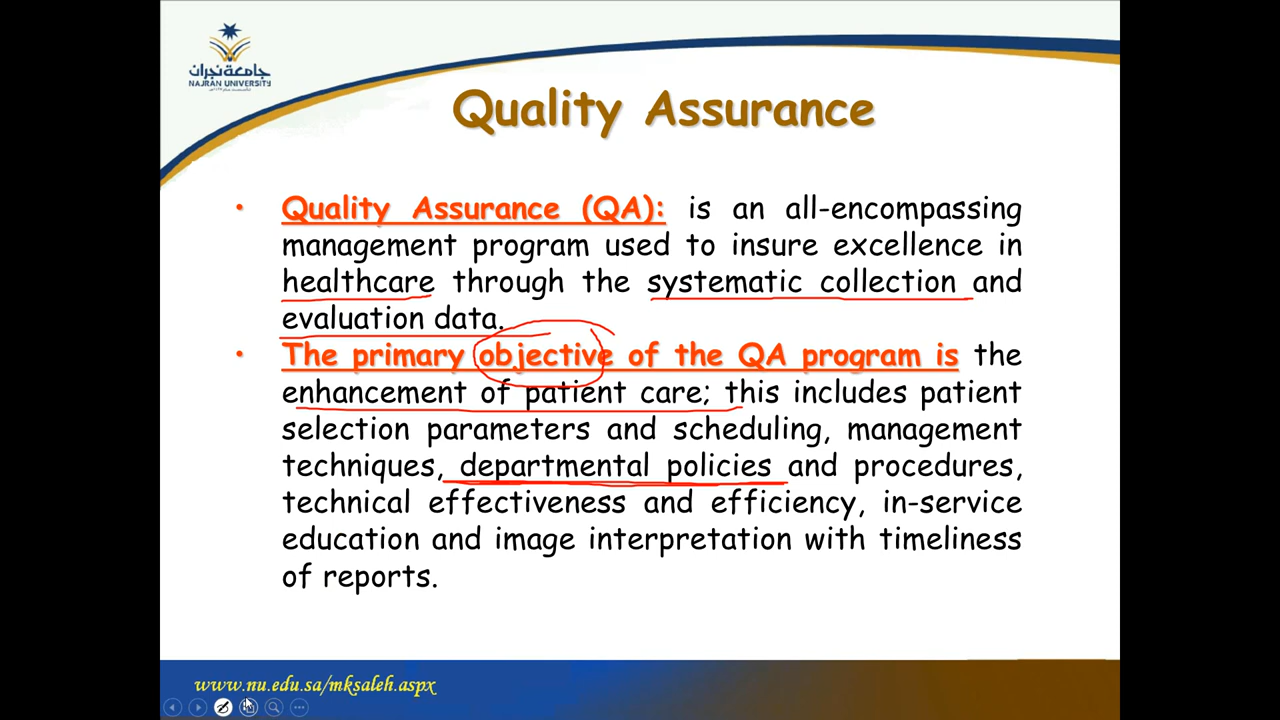 جامعة نجران
NAJRAN UNIVERSITY
Quality Assurance
• Quality Assurance (QA): is an all-encompassing
management program used to insure excellence in
healthcare through the systematic collection and
evaluation data.
• The primary objective of the QA program is the
enhancement of patient care; this includes patient
selection parameters and scheduling, management
techniques, departmental policies and procedures,
technical effectiveness and efficiency, in-service
education and image interpretation with timeliness
of reports.
www.nu.edu.sa/mksaleh.aspx